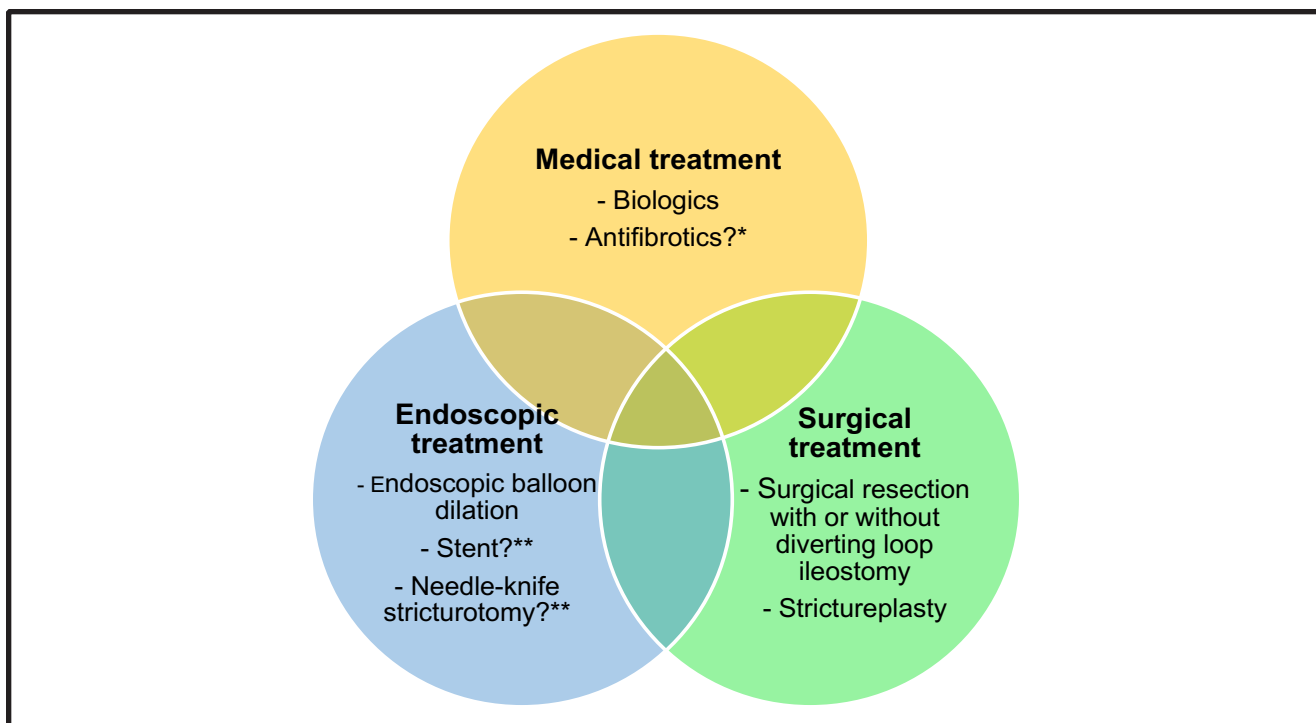 Medical treatment
- Biologics
- Antifibrotics?*
Endoscopic
treatment
- Endoscopic balloon
dilation
- Stent?**
- Needle-knife
stricturotomy?**
Surgical
treatment
- Surgical resection
with or without
diverting loop
ileostomy
- Strictureplasty